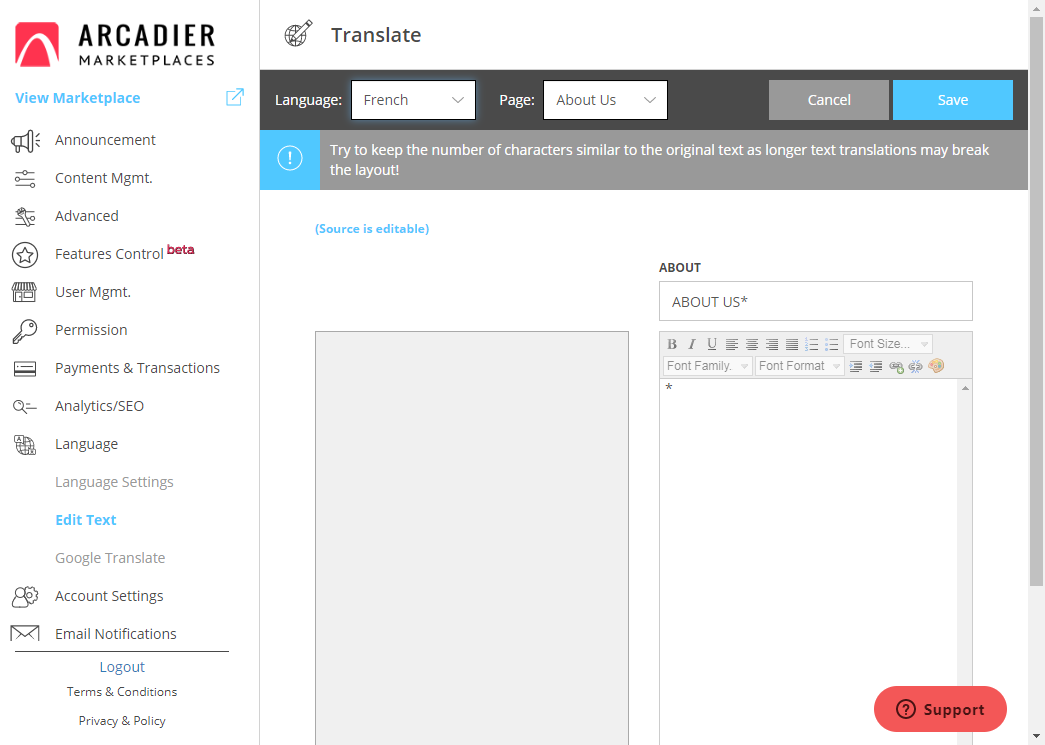 ARCADIER
MARKETPLACES
View Marketplace
Announcement
Content Mgmt.
Advanced
Features Control beta
User Mgmt.
Permission
Payments & Transactions
Analytics/SEO
Language
Language Settings
Edit Text
Google Translate
Account Settings
Email Notifications
Logout
Terms & Conditions
Privacy & Policy
Translate
Language: French Page: About Us Cancel Save
! Try to keep the number of characters similar to the original text as longer text translations may break
the layout!
(Source is editable)
ABOUT
ABOUT US*
B I U Font Size...
Font Family. Font Format
*
? Support